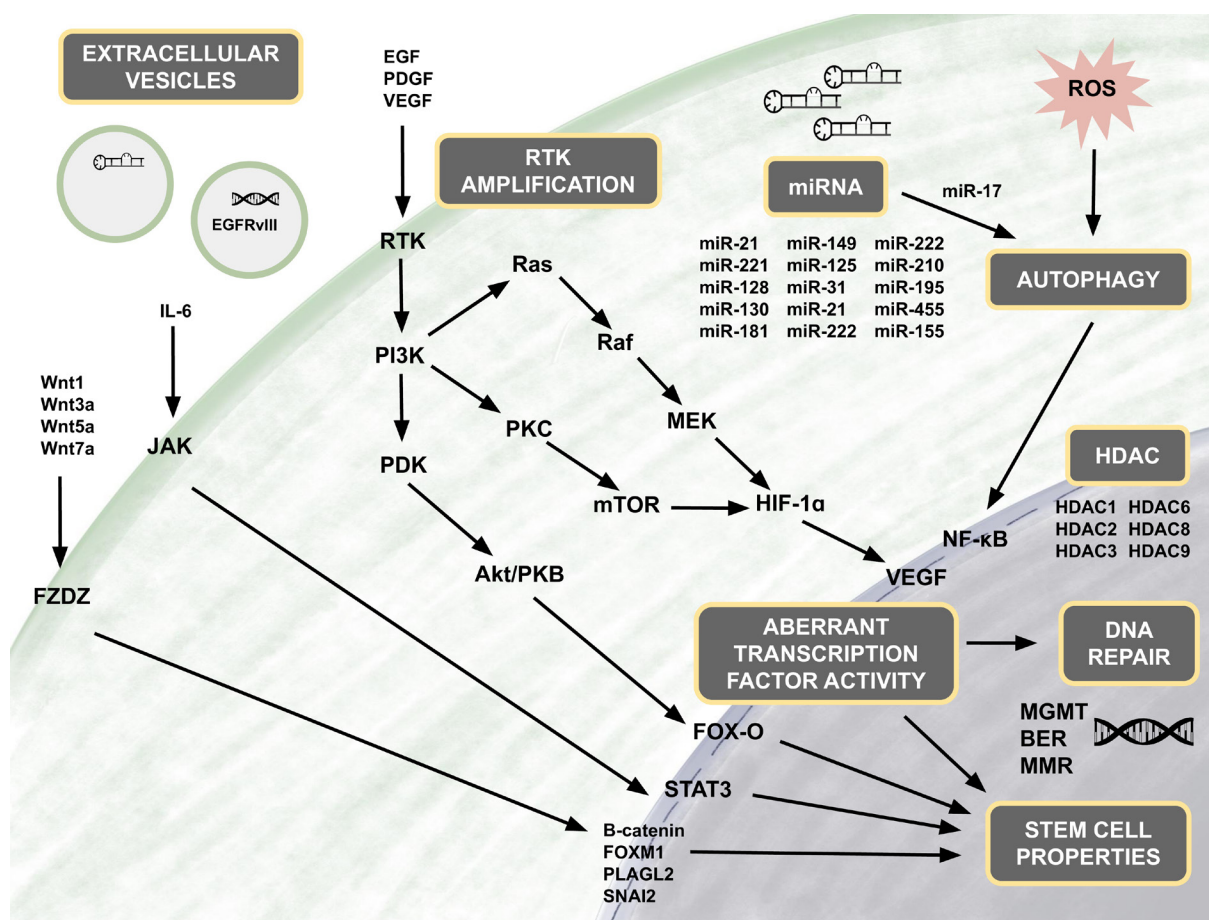 EXTRACELLULAR
VESICLES
EGFRvIII
EGF
PDGF
VEGF
RTK
AMPLIFICATION
miRNA
miR-17
ROS
AUTOPHAGY
miR-21 miR-149 miR-222
miR-221 miR-125 miR-210
miR-128 miR-31 miR-195
miR-130 miR-21 miR-455
miR-181 miR-222 miR-155
RTK
Ras
PI3K
Raf
IL-6
Wnt1
Wnt3a
Wnt5a
Wnt7a
JAK
PKC
MEK
PDK
mTOR
HIF-1α
HDAC
HDAC1 HDAC6
HDAC2 HDAC8
HDAC3 HDAC9
NF-κB
VEGF
Akt/PKB
FZDZ
ABERRANT
TRANSCRIPTION
FACTOR ACTIVITY
DNA
REPAIR
MGMT
BER
MMR
FOX-O
STAT3
B-catenin
FOXM1
PLAGL2
SNAI2
STEM CELL
PROPERTIES